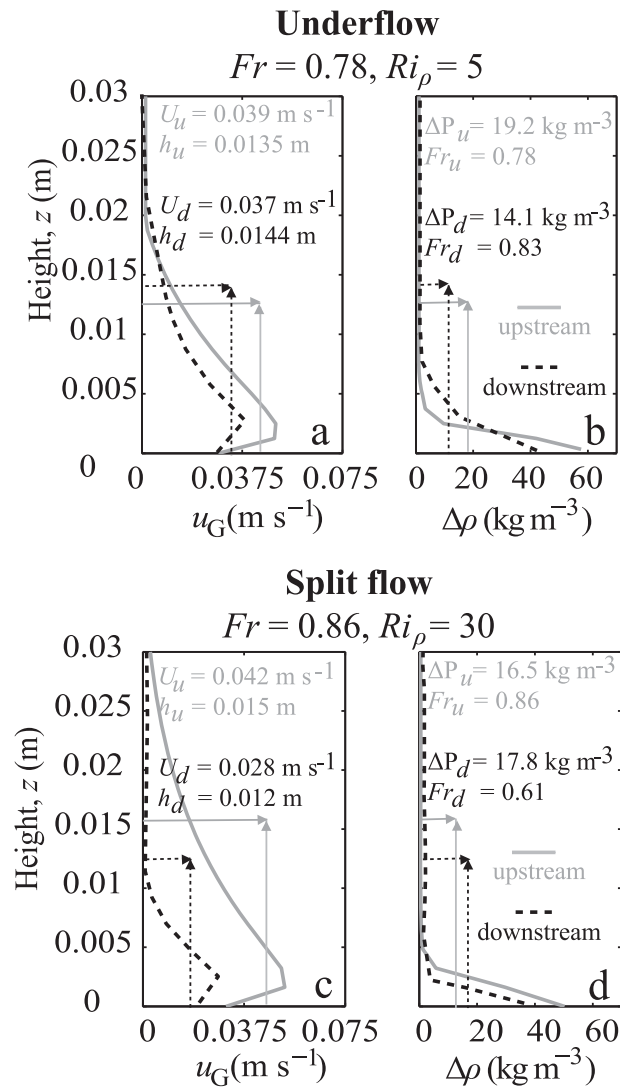 Underflow
Fr = 0.78, Riρ = 5
0.03
0.025
0.02
0.015
0.01
0.005
0
Height, z (m)
U_u = 0.039 m s⁻¹
h_u = 0.0135 m
U_d = 0.037 m s⁻¹
h_d = 0.0144 m
a
0 0.0375 0.075
u_G (m s⁻¹)
ΔP_u = 19.2 kg m⁻³
Fr_u = 0.78
ΔP_d = 14.1 kg m⁻³
Fr_d = 0.83
upstream
downstream
b
0 20 40 60
Δρ (kg m⁻³)
Split flow
Fr = 0.86, Riρ = 30
0.03
0.025
0.02
0.015
0.01
0.005
0
Height, z (m)
U_u = 0.042 m s⁻¹
h_u = 0.015 m
U_d = 0.028 m s⁻¹
h_d = 0.012 m
c
0 0.0375 0.075
u_G (m s⁻¹)
ΔP_u = 16.5 kg m⁻³
Fr_u = 0.86
ΔP_d = 17.8 kg m⁻³
Fr_d = 0.61
upstream
downstream
d
0 20 40 60
Δρ (kg m⁻³)